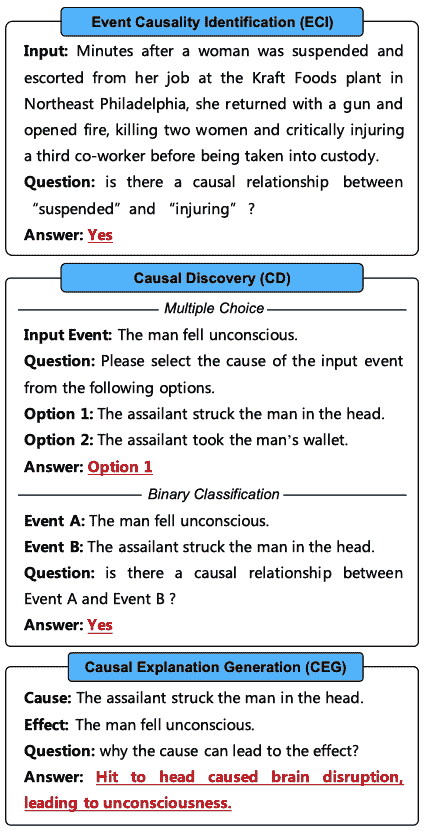 Event Causality Identification (ECI)
Input: Minutes after a woman was suspended and
escorted from her job at the Kraft Foods plant in
Northeast Philadelphia, she returned with a gun and
opened fire, killing two women and critically injuring
a third co-worker before being taken into custody.
Question: is there a causal relationship between
“suspended”and “injuring” ?
Answer: Yes
Causal Discovery (CD)
Multiple Choice
Input Event: The man fell unconscious.
Question: Please select the cause of the input event
from the following options.
Option 1: The assailant struck the man in the head.
Option 2: The assailant took the man’s wallet.
Answer: Option 1
Binary Classification
Event A: The man fell unconscious.
Event B: The assailant struck the man in the head.
Question: is there a causal relationship between
Event A and Event B ?
Answer: Yes
Causal Explanation Generation (CEG)
Cause: The assailant struck the man in the head.
Effect: The man fell unconscious.
Question: why the cause can lead to the effect?
Answer: Hit to head caused brain disruption,
leading to unconsciousness.